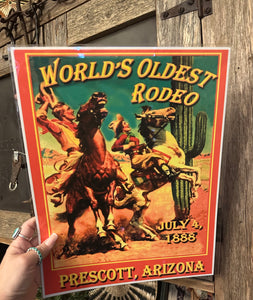 WORLD'S OLDEST
RODEO
JULY 4,
1888
PRESCOTT, ARIZONA